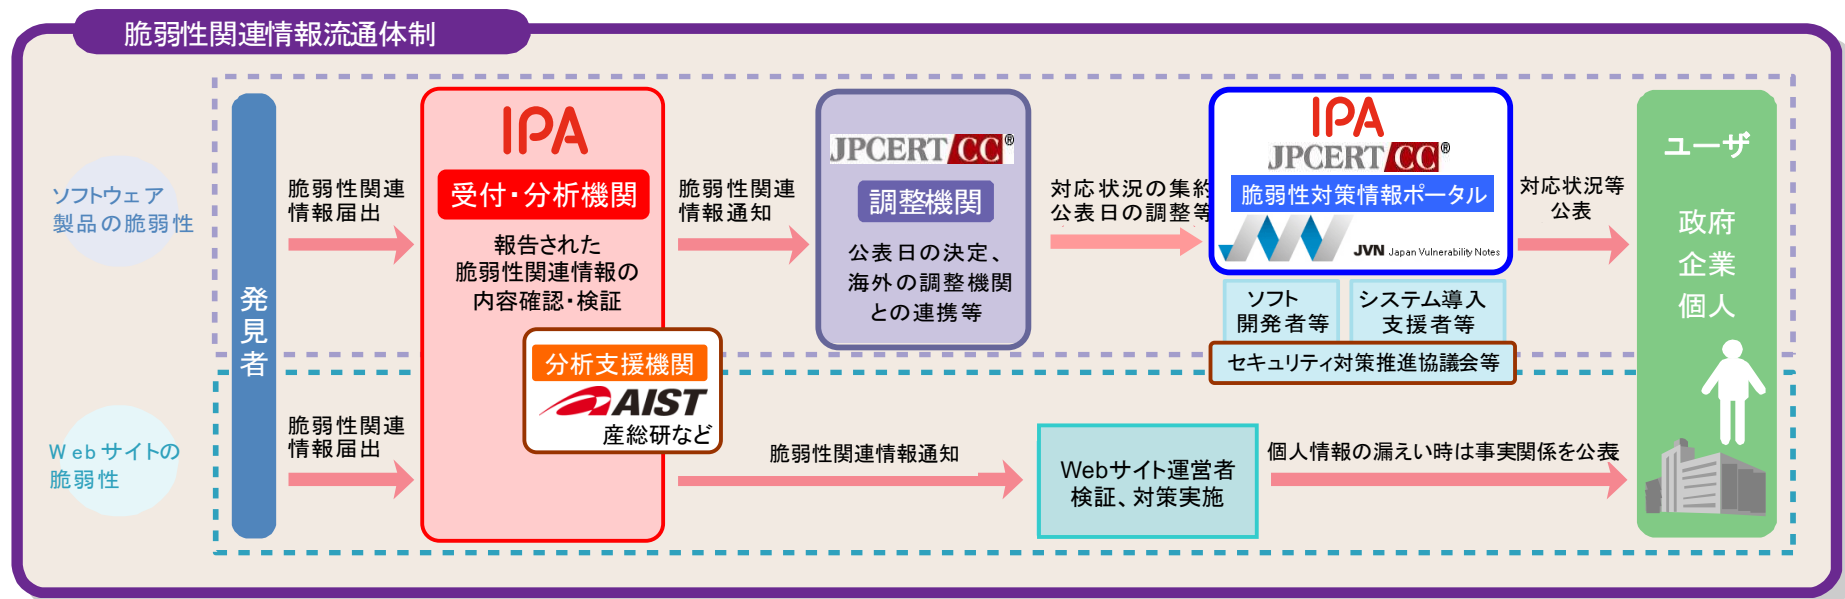 脆弱性関連情報流通体制
ソフトウェア
製品の脆弱性
Webサイトの
脆弱性
発見者
脆弱性関連
情報届出
脆弱性関連
情報届出
IPA
受付・分析機関
報告された
脆弱性関連情報の
内容確認・検証
分析支援機関
AIST
産総研など
脆弱性関連
情報通知
JPCERT CC®
調整機関
公表日の決定、
海外の調整機関
との連携等
対応状況の集約
公表日の調整等
IPA
JPCERT CC®
脆弱性対策情報ポータル
JVN Japan Vulnerability Notes
ソフト
開発者等
システム導入
支援者等
セキュリティ対策推進協議会等
対応状況等
公表
脆弱性関連情報通知
Webサイト運営者
検証、対策実施
個人情報の漏えい時は事実関係を公表
ユーザ
政府
企業
個人